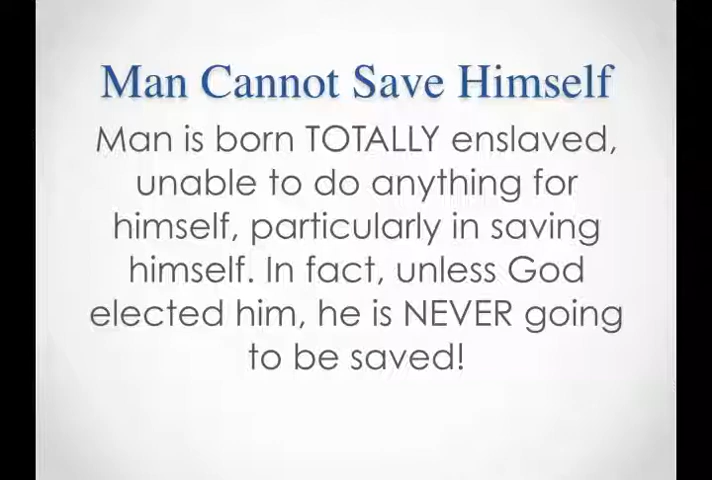 Man Cannot Save Himself
Man is born TOTALLY enslaved,
unable to do anything for
himself, particularly in saving
himself. In fact, unless God
elected him, he is NEVER going
to be saved!